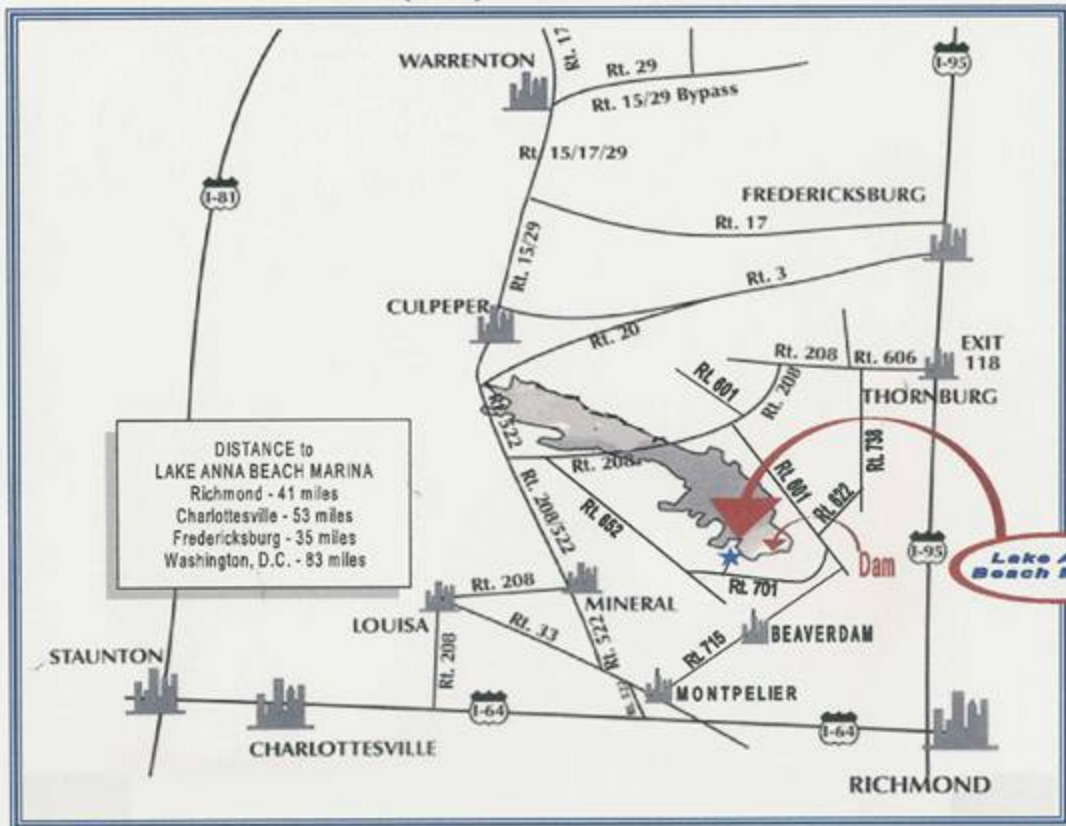 WARRENTON
Rt. 17
Rt. 29
Rt. 15/29 Bypass
I-95
Rt. 15/17/29
I-81
FREDERICKSBURG
Rt. 17
Rt. 15/29
Rt. 3
CULPEPER
Rt. 20
EXIT
118
Rt. 208
Rt. 606
Rt. 601
Rt. 208
THORNBURG
Rt. 738
Rt. 522
DISTANCE to
LAKE ANNA BEACH MARINA
Richmond - 41 miles
Charlottesville - 53 miles
Fredericksburg - 35 miles
Washington, D.C. - 83 miles
Rt. 208
Rt. 601
Rt. 622
Rt. 208/522
Rt. 652
I-95
Lake A
Beach
Dam
Rt. 208
MINERAL
Rt. 701
LOUISA
Rt. 33
Rt. 522
Rt. 715
BEAVERDAM
STAUNTON
Rt. 208
MONTPELIER
I-64
I-64
CHARLOTTESVILLE
RICHMOND